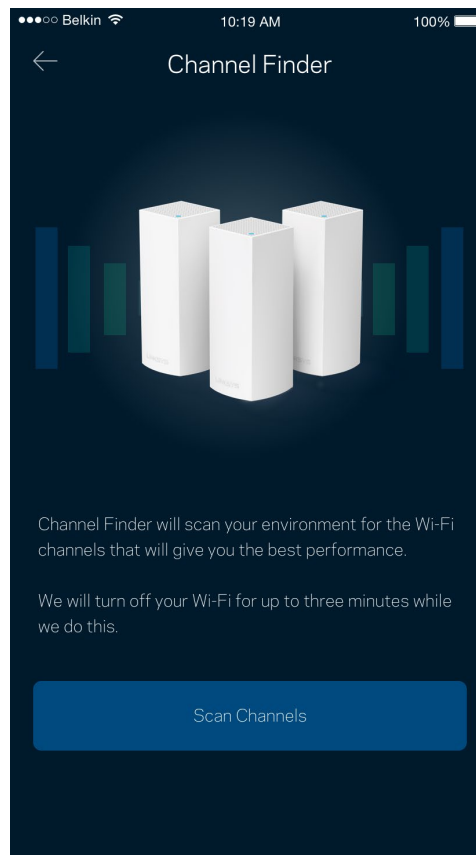 Belkin
10:19 AM
100%
Channel Finder
Channel Finder will scan your environment for the Wi-Fi
channels that will give you the best performance.
We will turn off your Wi-Fi for up to three minutes while
we do this.
Scan Channels